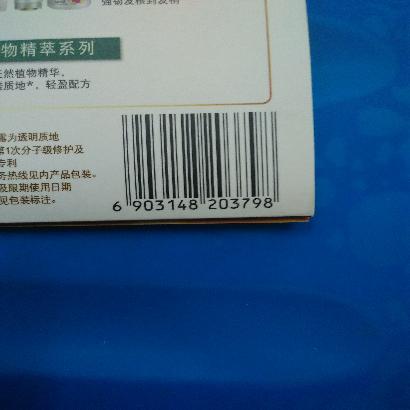 强韧发根到发梢
物精萃系列
天然植物精华,
质地*,轻盈配方
露为透明质地
第1次分子级修护及
专利
务热线见内产品包装。
及限期使用日期
见包装标注。
6 903148 203798